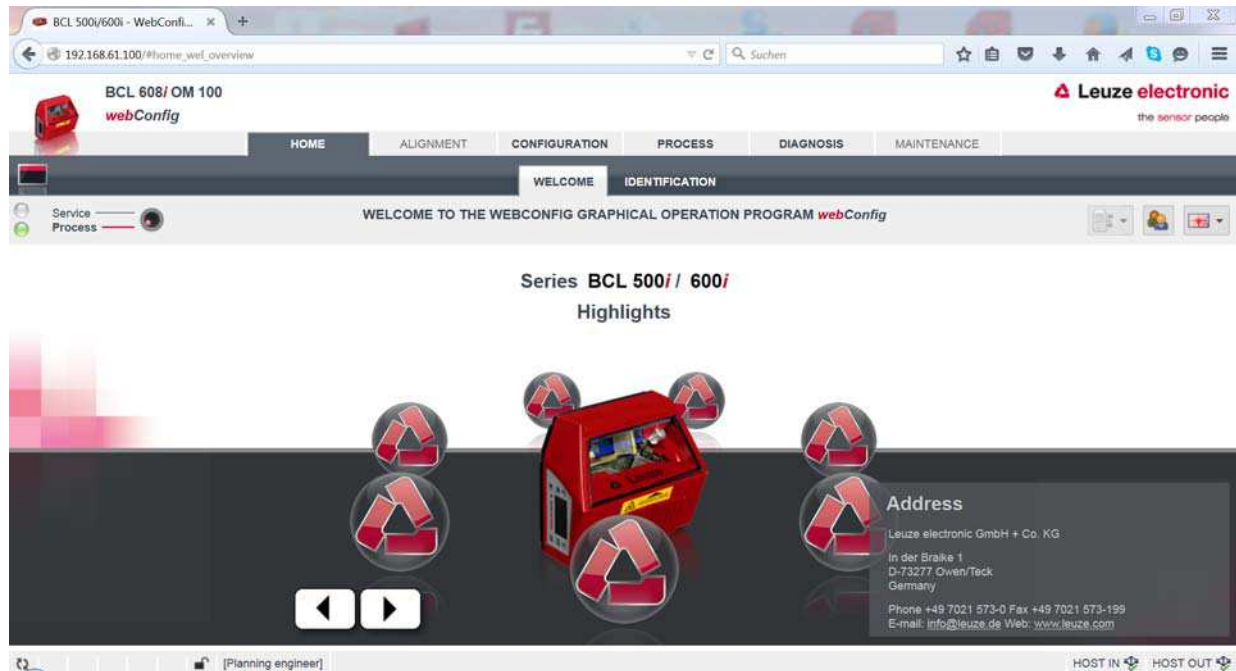 BCL 500i/600i - WebConfi...
192.168.61.100/#home_wel_overview
Suchen
BCL 608i OM 100
webConfig
Leuze electronic
the sensor people
HOME ALIGNMENT CONFIGURATION PROCESS DIAGNOSIS MAINTENANCE
WELCOME IDENTIFICATION
Service
Process
WELCOME TO THE WEBCONFIG GRAPHICAL OPERATION PROGRAM webConfig
Series BCL 500i / 600i
Highlights
Leuze
Address
Leuze electronic GmbH + Co. KG
In der Braike 1
D-73277 Owen/Teck
Germany
Phone +49 7021 573-0 Fax +49 7021 573-199
E-mail: info@leuze.de Web: www.leuze.com
[Planning engineer]
HOST IN HOST OUT